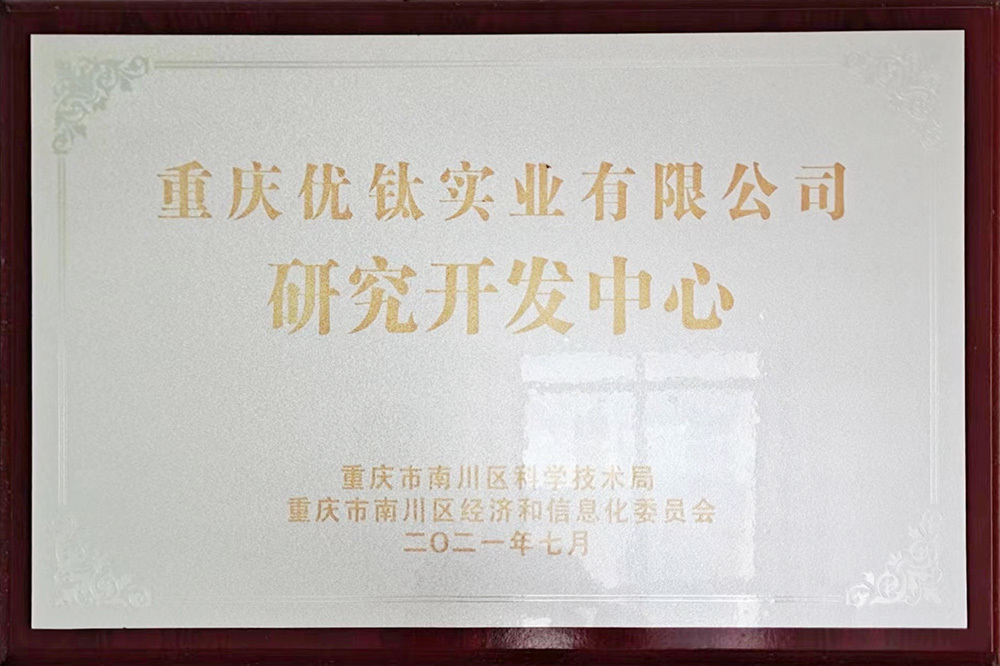 重庆优钛实业有限公司
研究开发中心
重庆市南川区科学技术局
重庆市南川区经济和信息化委员会
二〇二一年七月